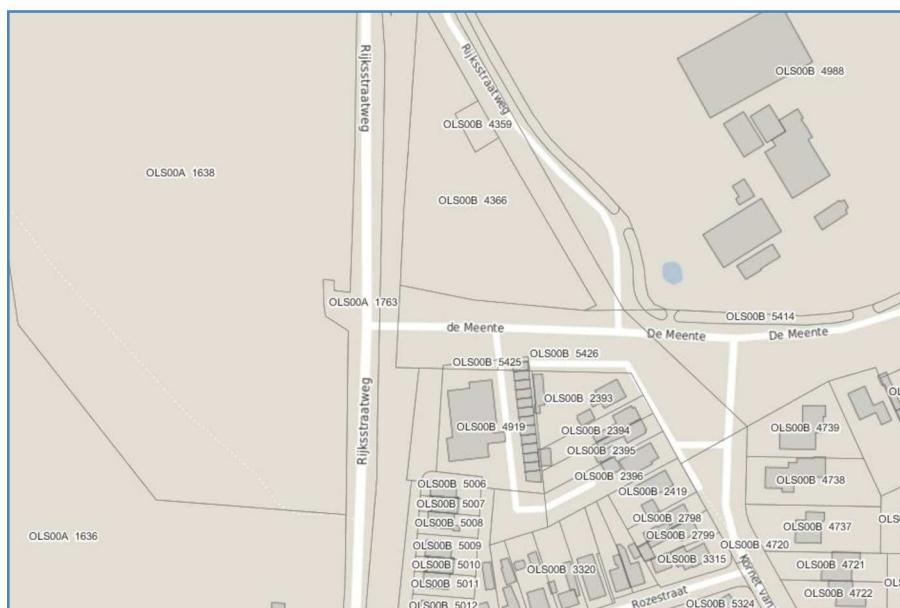 Rijksstraatweg
Rijksstraatweg
OLS00B 4988
OLS00B 4359
OLS00A 1638
OLS00B 4366
OLS00A 1763
OLS00B 5414
de Meente
De Meente
De Meente
OLS00B 5426
OLS00B 5425
OLS00B 2393
Rijksstraatweg
OLS00B 4919
OLS00B 2394
OLS00B 4739
OLS00B 2395
OLS00B 2396
OLS00B 5006
OLS00B 4738
OLS00B 2419
OLS00B 5007
OLS00B 2798
OLS00B 5008
OLS00B 4737
OLS00A 1636
OLS00B 2799
OLS00B 5009
OLS00B 4720
OLS00B 3315
OLS00B 5010
OLS00B 4721
OLS00B 3320
OLS00B 5011
Kornet van
OLS00B 4722
Rozestraat
OLS00B 5012
OLS00B 5324